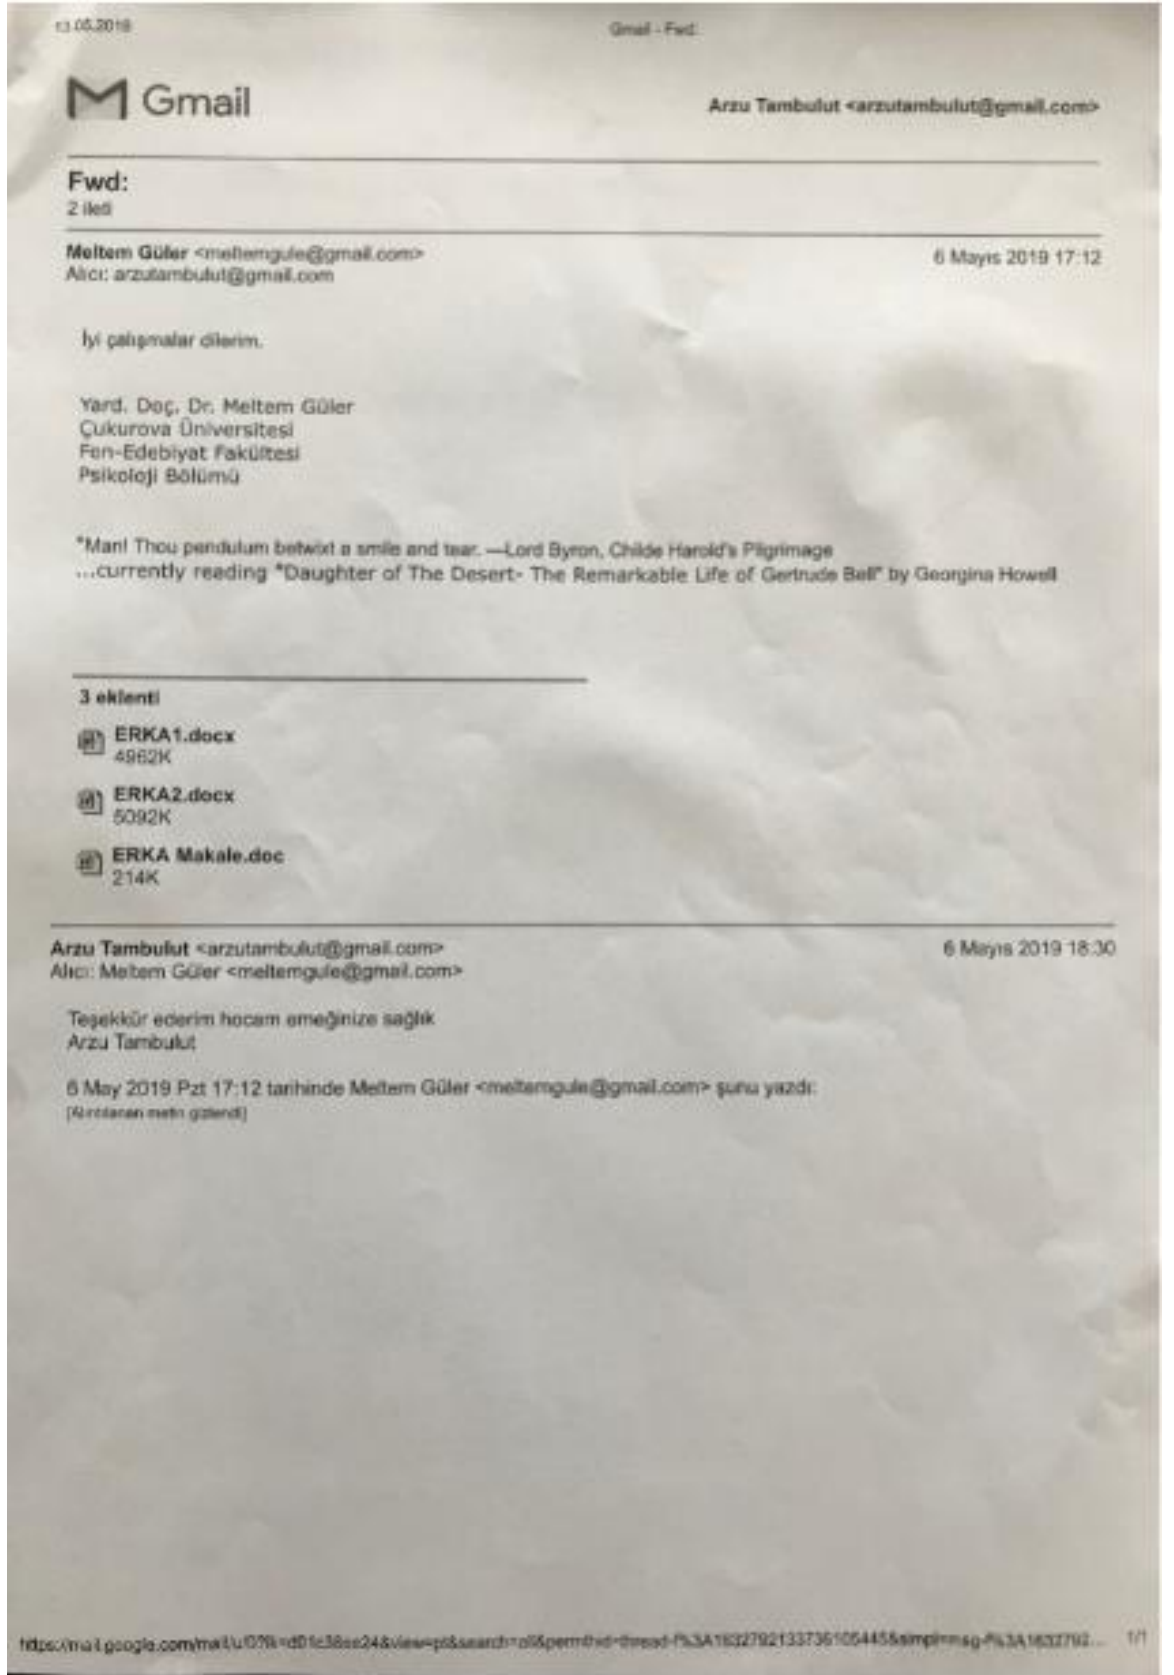 13.05.2019
Gmail - Fwd:
Gmail
Arzu Tambulut <arzutambulut@gmail.com>
Fwd:
2 ileti
Meltem Güler <meltemgule@gmail.com>
6 Mayıs 2019 17:12
Alıcı: arzutambulut@gmail.com
İyi çalışmalar dilerim.
Yard. Doç. Dr. Meltem Güler
Çukurova Üniversitesi
Fen-Edebiyat Fakültesi
Psikoloji Bölümü
"Man! Thou pendulum betwixt a smile and tear. —Lord Byron, Childe Harold's Pilgrimage
...currently reading "Daughter of The Desert- The Remarkable Life of Gertrude Bell" by Georgina Howell
3 eklenti
ERKA1.docx
4962K
ERKA2.docx
5092K
ERKA Makale.doc
214K
Arzu Tambulut <arzutambulut@gmail.com>
6 Mayıs 2019 18:30
Alıcı: Meltem Güler <meltemgule@gmail.com>
Teşekkür ederim hocam emeğinize sağlık
Arzu Tambulut
6 May 2019 Pzt 17:12 tarihinde Meltem Güler <meltemgule@gmail.com> şunu yazdı:
[Alıntılanan metin gizlendi]
1/1